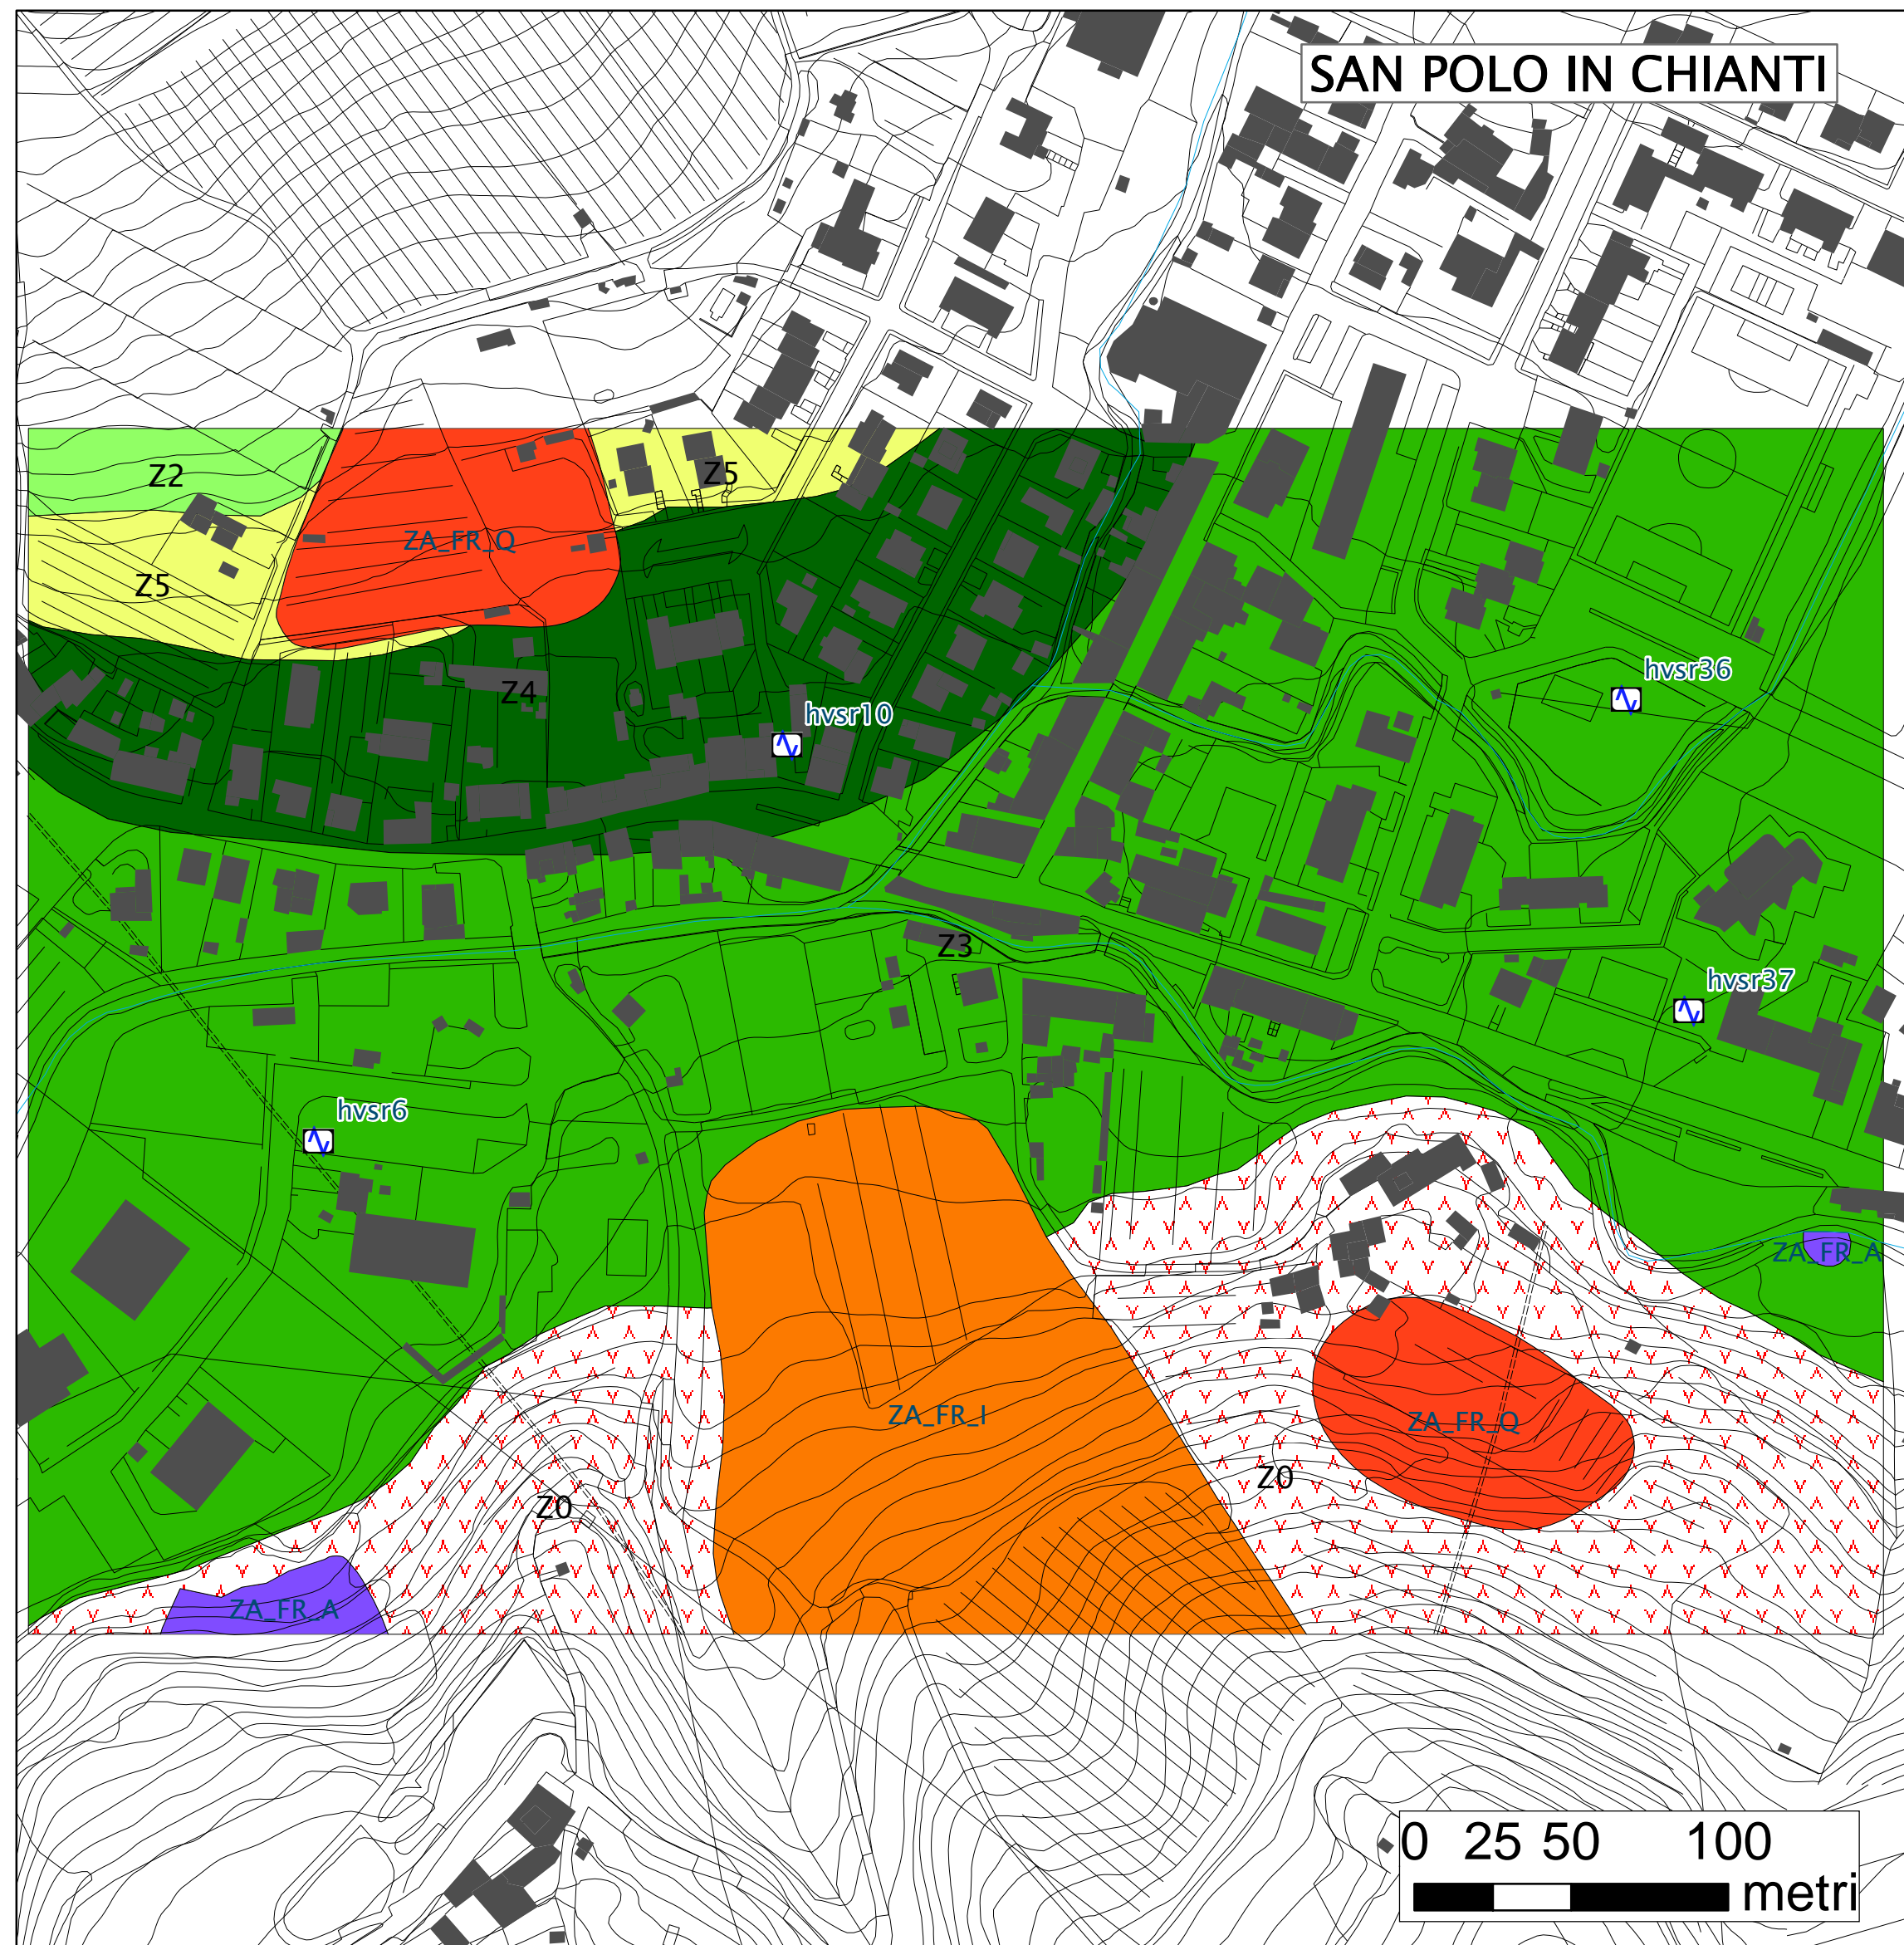 SAN POLO IN CHIANTI
Z2
Z5
ZA_FR_Q
Z5
hvsr36
Z4
hvsr10
Z3
hvsr37
hvsr6
ZA_FR_A
ZA_FR_I
ZA_FR_Q
Z0
Z0
ZA_FR_A
0 25 50 100
metri